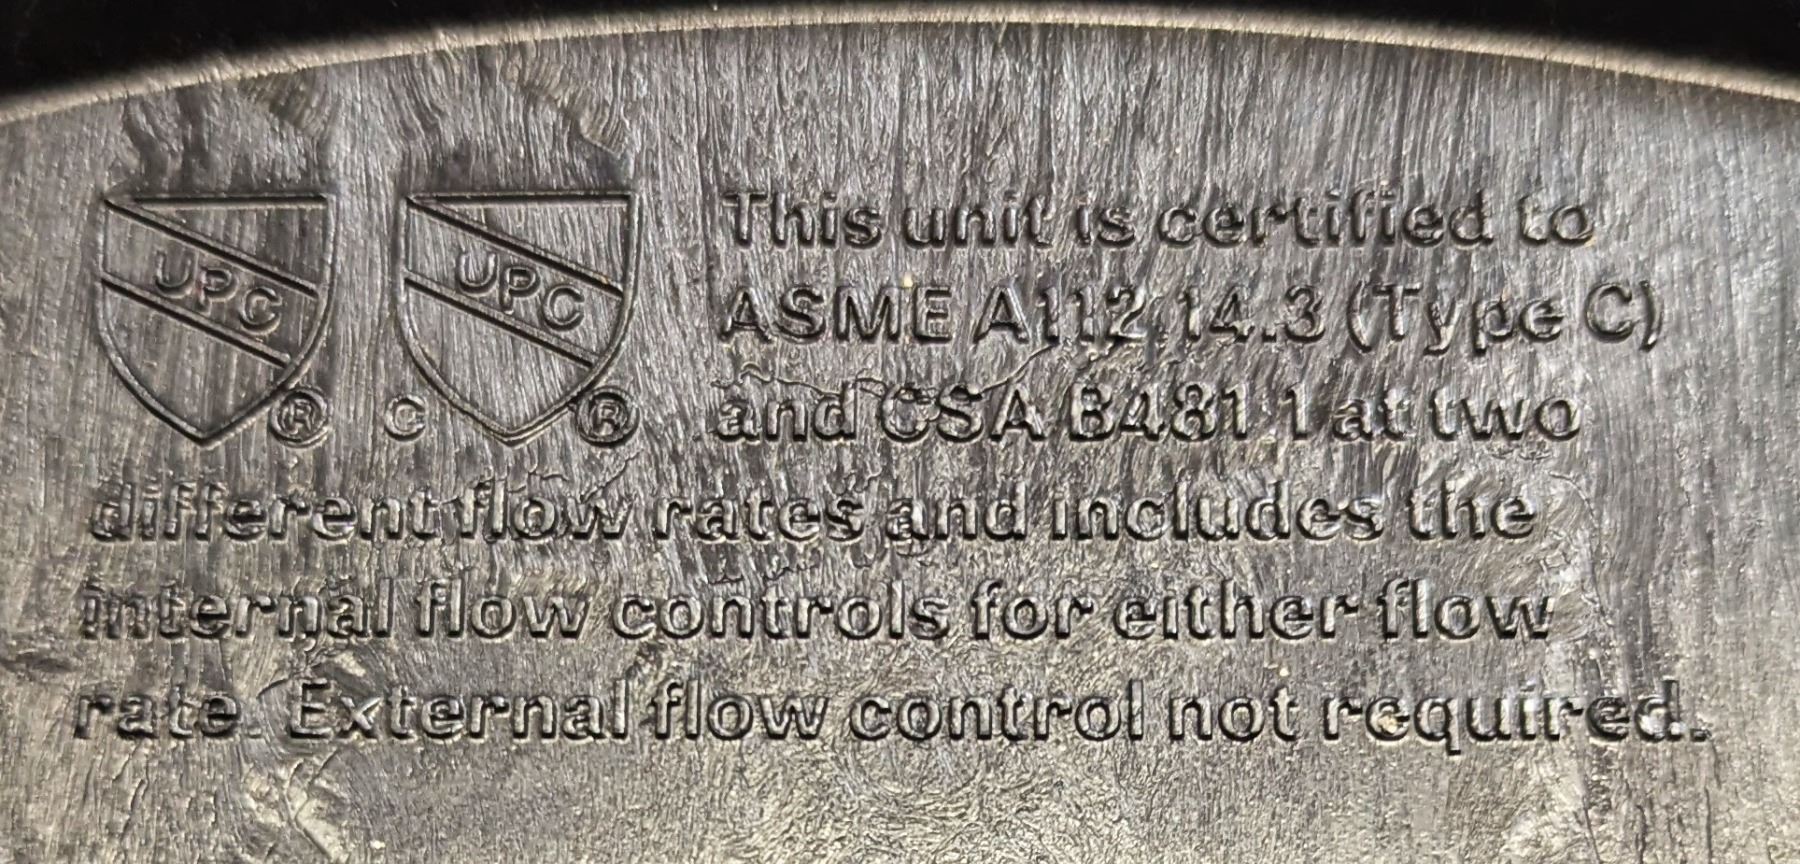 UPC ® C UPC ®
This unit is certified to
ASME A112.14.3 (Type C)
and CSA B481.1 at two
different flow rates and includes the
internal flow controls for either flow
rate. External flow control not required.